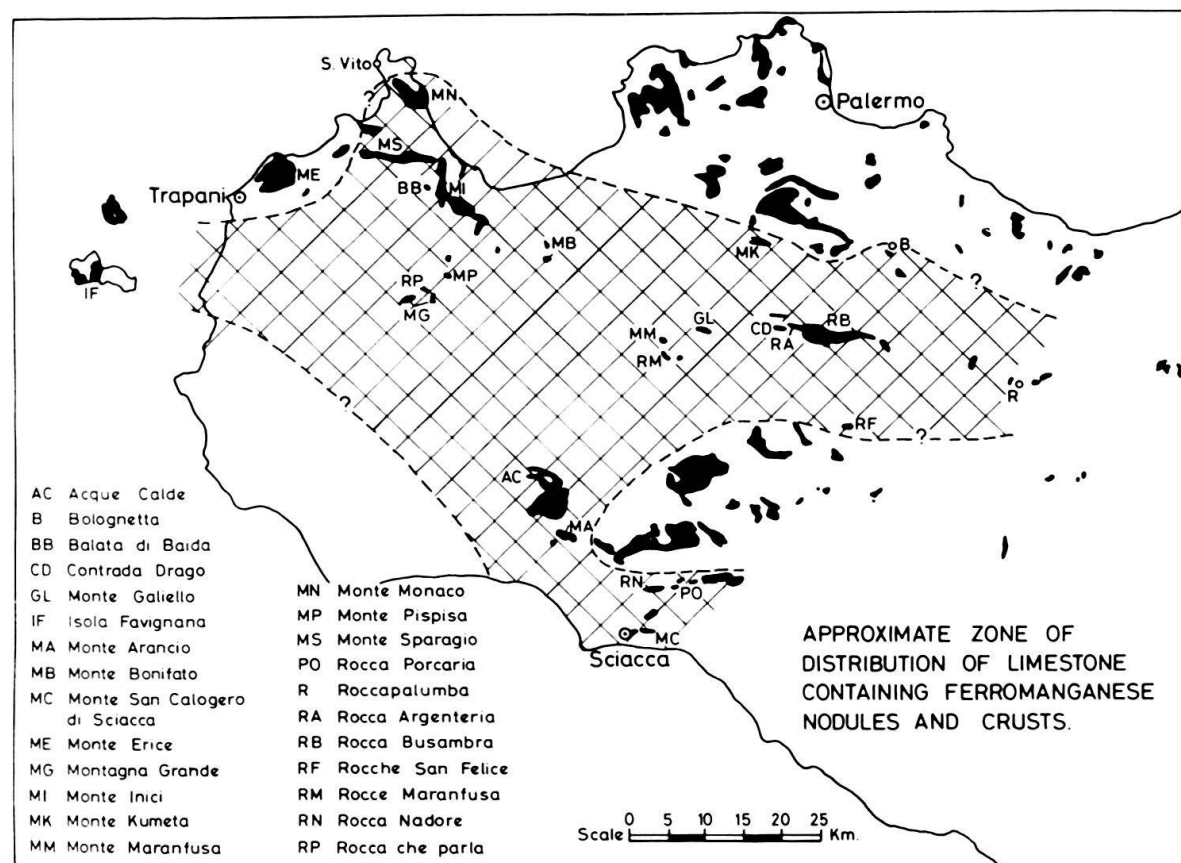 S. Vito
?
MN
Palermo
MS
ME
BB
MI
Trapani
MB
MK
B
IF
RP
MP
MG
?
GL
MM
CD
RB
RA
RM
R
?
RF
?
AC
MA
RN
PO
MC
Sciacca
AC Acque Calde
B Bolognetta
BB Balata di Baida
CD Contrada Drago
GL Monte Galiello
IF Isola Favignana
MA Monte Arancio
MB Monte Bonifato
MC Monte San Calogero
di Sciacca
ME Monte Erice
MG Montagna Grande
MI Monte Inici
MK Monte Kumeta
MM Monte Maranfusa
MN Monte Monaco
MP Monte Pispisa
MS Monte Sparagio
PO Rocca Porcaria
R Roccapalumba
RA Rocca Argenteria
RB Rocca Busambra
RF Rocche San Felice
RM Rocce Maranfusa
RN Rocca Nadore
RP Rocca che parla
APPROXIMATE ZONE OF
DISTRIBUTION OF LIMESTONE
CONTAINING FERROMANGANESE
NODULES AND CRUSTS.
0 5 10 15 20 25
Scale Km.